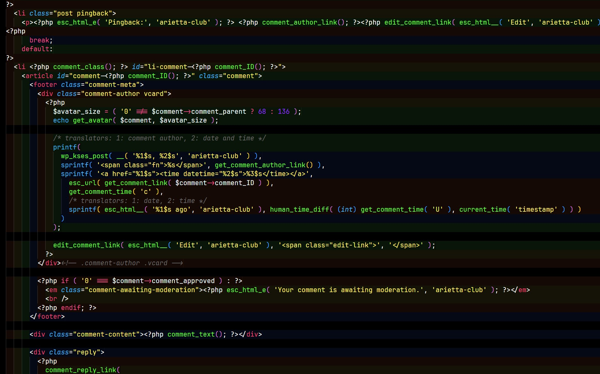 ?>
<li class="post pingback">
<p><?php esc_html_e( 'Pingback:', 'arietta-club' ); ?> <?php comment_author_link(); ?><?php edit_comment_link( esc_html__( 'Edit', 'arietta-club' )
<?php
break;
default:
?>
<li <?php comment_class(); ?> id="li-comment-<?php comment_ID(); ?>">
<article id="comment-<?php comment_ID(); ?>" class="comment">
<footer class="comment-meta">
<div class="comment-author vcard">
<?php
$avatar_size = ( '0' !== $comment->comment_parent ? 68 : 136 );
echo get_avatar( $comment, $avatar_size );
/* translators: 1: comment author, 2: date and time */
printf(
wp_kses_post( __( '%1$s, %2$s', 'arietta-club' ) ),
sprintf( '<span class="fn">%s</span>', get_comment_author_link() ),
sprintf( '<a href="%1$s"><time datetime="%2$s">%3$s</time></a>',
esc_url( get_comment_link( $comment->comment_ID ) ),
get_comment_time( 'c' ),
/* translators: 1: date, 2: time */
sprintf( esc_html__( '%1$s ago', 'arietta-club' ), human_time_diff( (int) get_comment_time( 'U' ), current_time( 'timestamp' ) ) )
)
);
edit_comment_link( esc_html__( 'Edit', 'arietta-club' ), '<span class="edit-link">', '</span>' );
?>
</div><!-- .comment-author .vcard -->
<?php if ( '0' === $comment->comment_approved ) : ?>
<em class="comment-awaiting-moderation"><?php esc_html_e( 'Your comment is awaiting moderation.', 'arietta-club' ); ?></em>
<br />
<?php endif; ?>
</footer>
<div class="comment-content"><?php comment_text(); ?></div>
<div class="reply">
<?php
comment_reply_link(